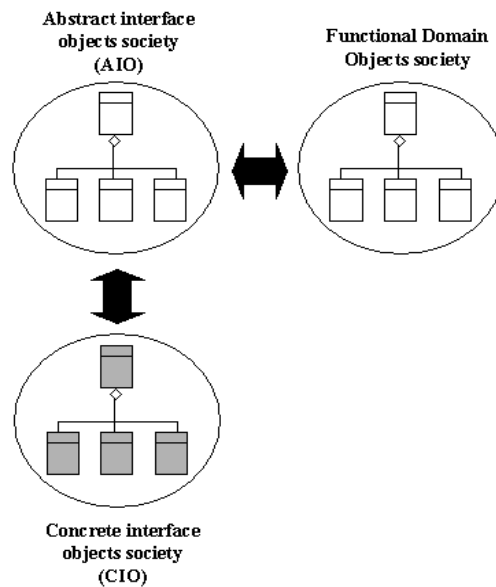 Abstract interface
objects society
(AIO)
Functional Domain
Objects society
Concrete interface
objects society
(CIO)